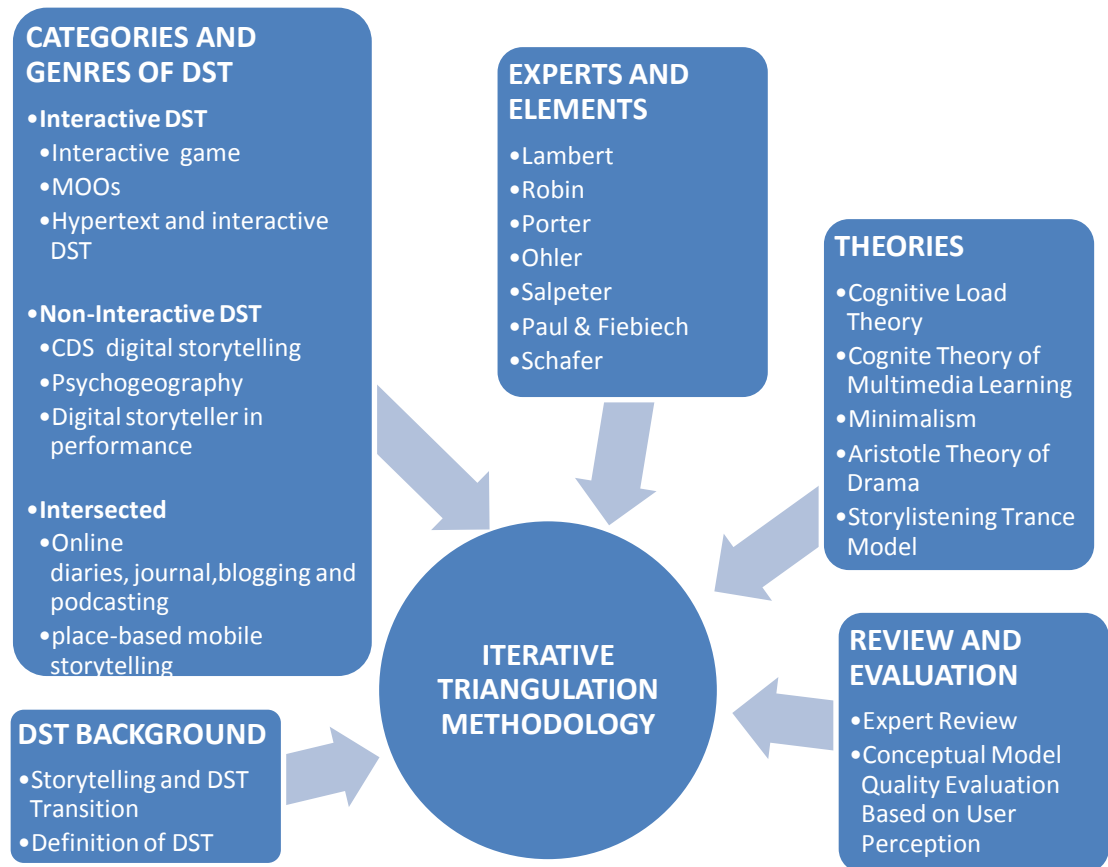 CATEGORIES AND
GENRES OF DST
•Interactive DST
•Interactive game
•MOOs
•Hypertext and interactive
DST
•Non-Interactive DST
•CDS digital storytelling
•Psychogeography
•Digital storyteller in
performance
•Intersected
•Online
diaries, journal,blogging and
podcasting
•place-based mobile
storytelling
EXPERTS AND
ELEMENTS
•Lambert
•Robin
•Porter
•Ohler
•Salpeter
•Paul & Fiebiech
•Schafer
THEORIES
•Cognitive Load
Theory
•Cognite Theory of
Multimedia Learning
•Minimalism
•Aristotle Theory of
Drama
•Storylistening Trance
Model
ITERATIVE
TRIANGULATION
METHODOLOGY
REVIEW AND
EVALUATION
•Expert Review
•Conceptual Model
Quality Evaluation
Based on User
Perception
DST BACKGROUND
•Storytelling and DST
Transition
•Definition of DST